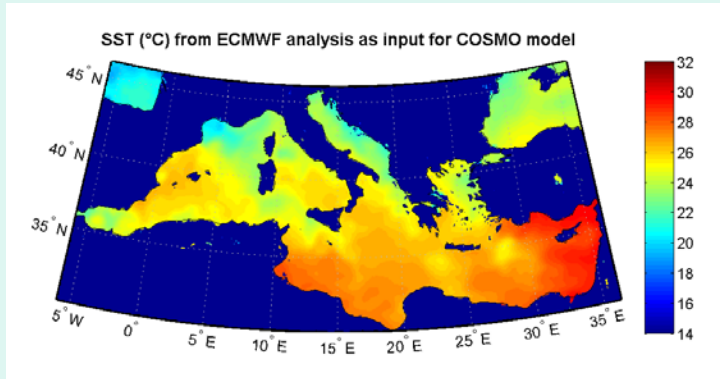 SST (°C) from ECMWF analysis as input for COSMO model
45°N
40°N
35°N
5°W
0°
5°E
10°E
15°E
20°E
25°E
30°E
35°E
32
30
28
26
24
22
20
18
16
14